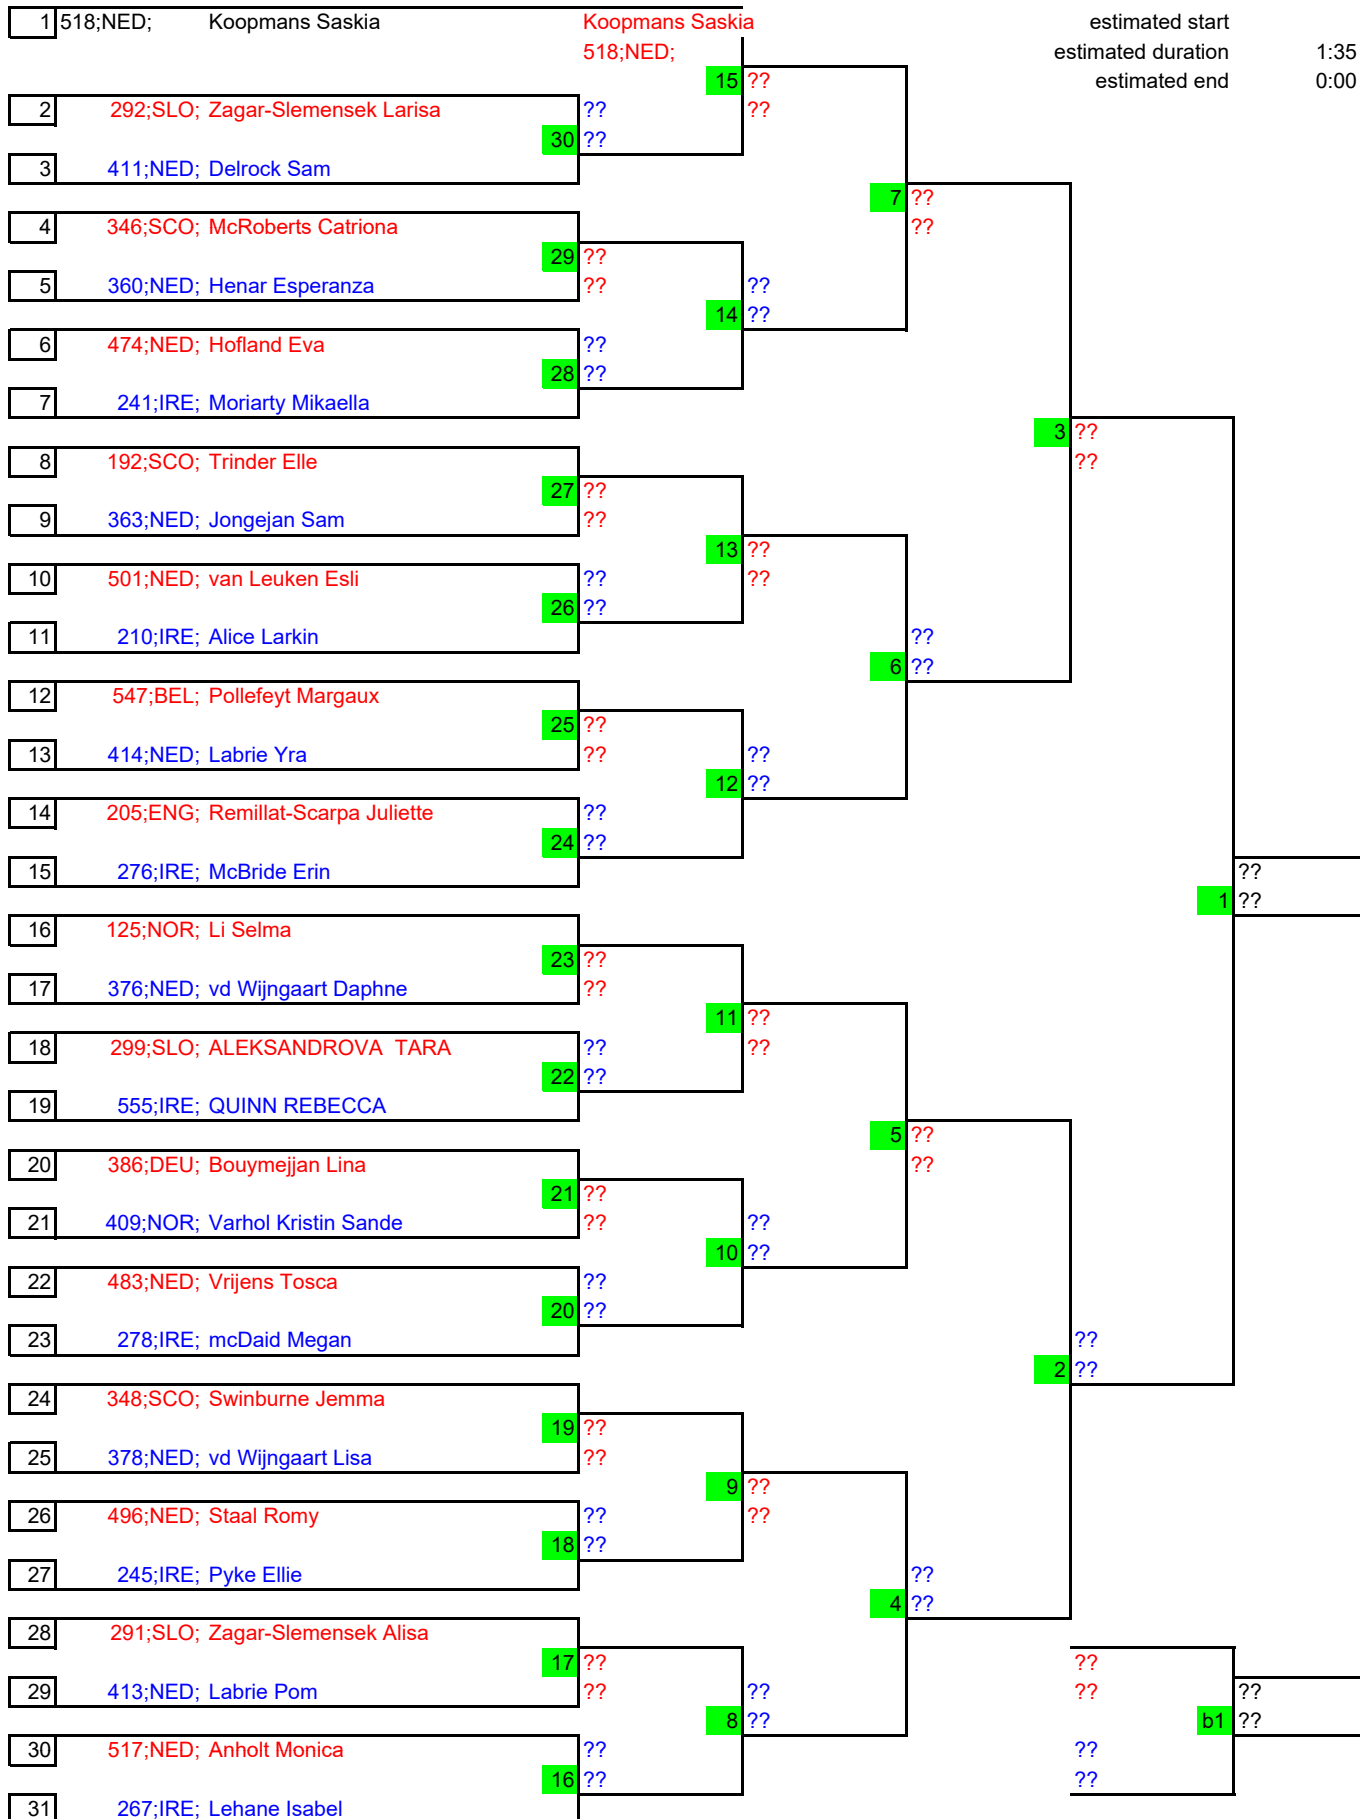 1 518;NED; Koopmans Saskia Koopmans Saskia estimated start
518;NED; estimated duration 1:35
15 ?? estimated end 0:00
2 292;SLO; Zagar-Slemensek Larisa ?? ??
30 ??
3 411;NED; Delrock Sam
7 ??
4 346;SCO; McRoberts Catriona ??
29 ??
5 360;NED; Henar Esperanza ?? ??
14 ??
6 474;NED; Hofland Eva ??
28 ??
7 241;IRE; Moriarty Mikaella
3 ??
8 192;SCO; Trinder Elle ??
27 ??
9 363;NED; Jongejan Sam ??
13 ??
10 501;NED; van Leuken Esli ?? ??
26 ??
11 210;IRE; Alice Larkin ??
6 ??
12 547;BEL; Pollefeyt Margaux
25 ??
13 414;NED; Labrie Yra ?? ??
12 ??
14 205;ENG; Remillat-Scarpa Juliette ??
24 ??
15 276;IRE; McBride Erin ??
1 ??
16 125;NOR; Li Selma
23 ??
17 376;NED; vd Wijngaart Daphne ??
11 ??
18 299;SLO; ALEKSANDROVA TARA ?? ??
22 ??
19 555;IRE; QUINN REBECCA
5 ??
20 386;DEU; Bouymejjan Lina ??
21 ??
21 409;NOR; Varhol Kristin Sande ?? ??
10 ??
22 483;NED; Vrijens Tosca ??
20 ??
23 278;IRE; mcDaid Megan ??
2 ??
24 348;SCO; Swinburne Jemma
19 ??
25 378;NED; vd Wijngaart Lisa ??
9 ??
26 496;NED; Staal Romy ?? ??
18 ??
27 245;IRE; Pyke Ellie ??
4 ??
28 291;SLO; Zagar-Slemensek Alisa
17 ?? ??
29 413;NED; Labrie Pom ?? ?? ?? ??
8 ?? b1 ??
30 517;NED; Anholt Monica ?? ??
16 ?? ??
31 267;IRE; Lehane Isabel